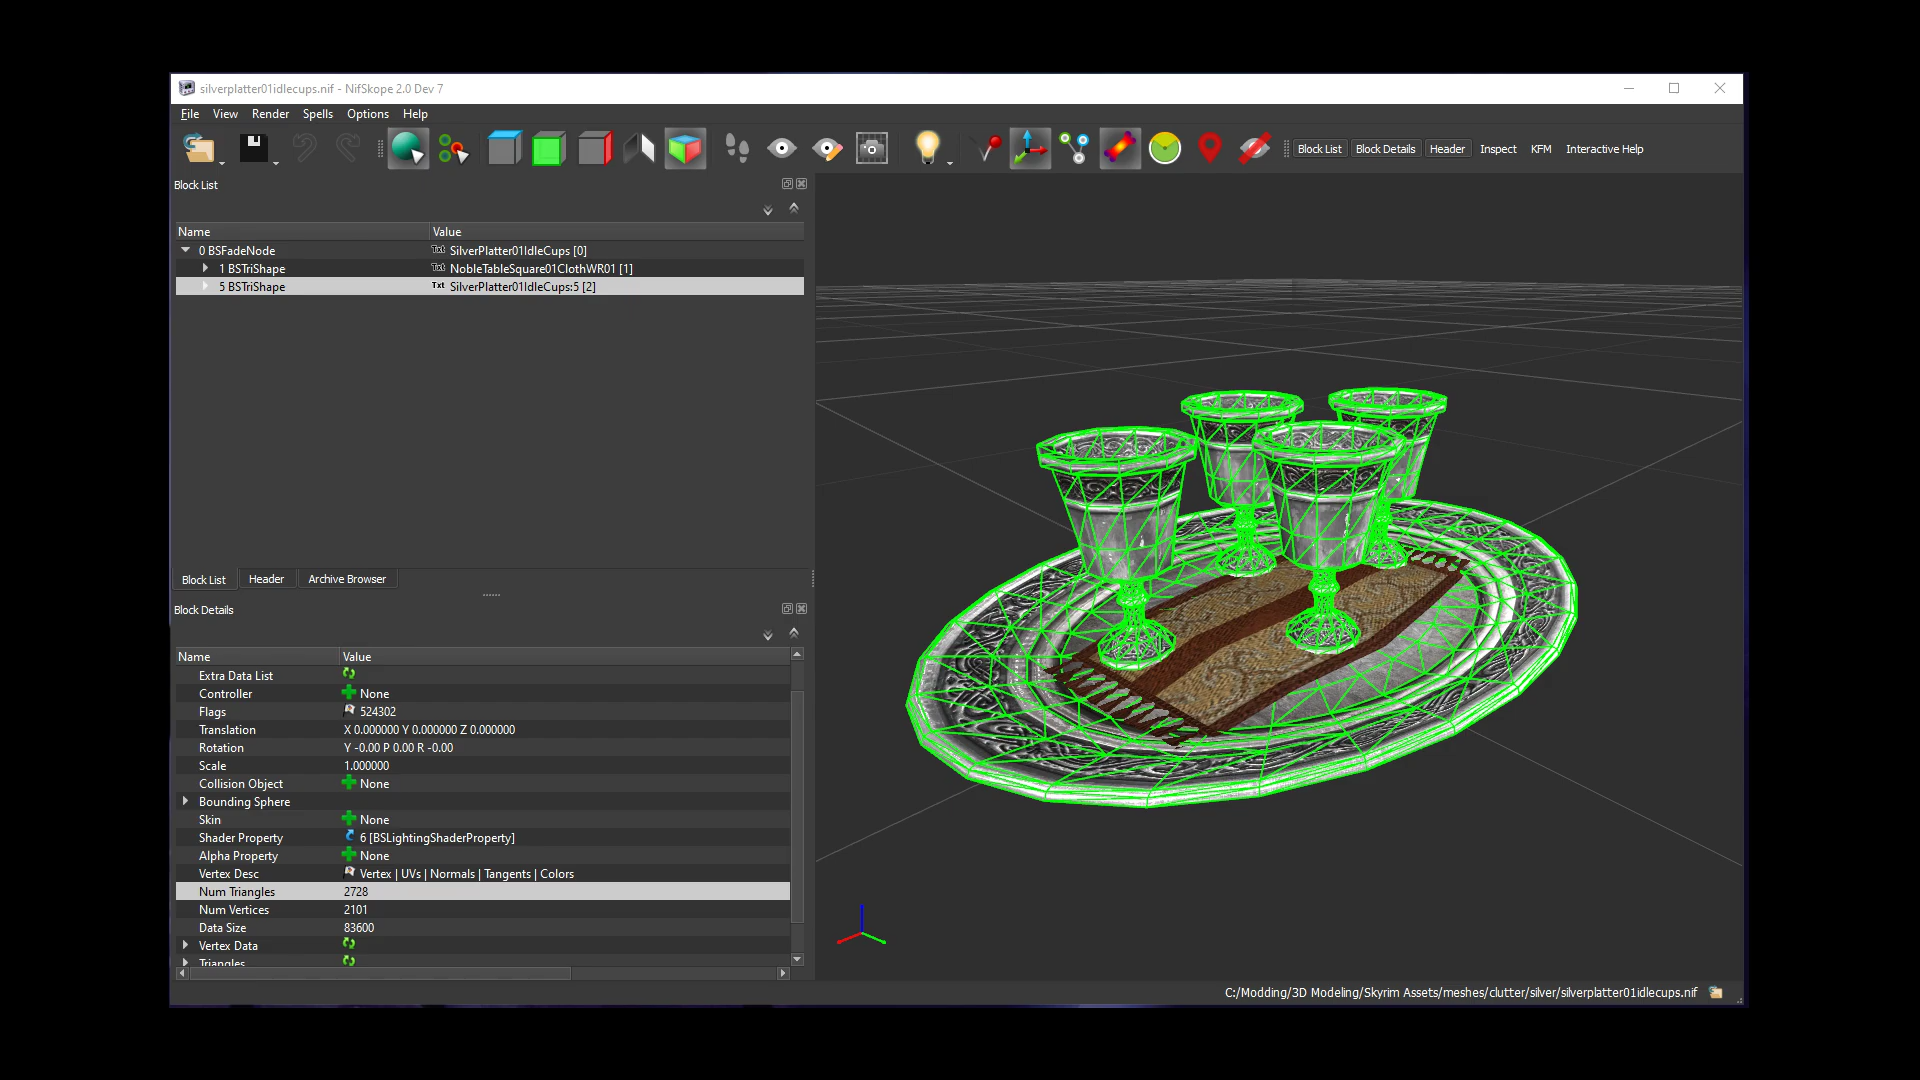 silverplatter01idlecups.nif - NifSkope 2.0 Dev 7
File View Render Spells Options Help
Block List Block Details Header Inspect KFM Interactive Help
Block List
Name Value
0 BSFadeNode Txt SilverPlatter01IdleCups [0]
1 BSTriShape Txt NobleTableSquare01ClothWR01 [1]
5 BSTriShape Txt SilverPlatter01IdleCups:5 [2]
Block List Header Archive Browser
Block Details
Name Value
Extra Data List
Controller None
Flags 524302
Translation X 0.000000 Y 0.000000 Z 0.000000
Rotation Y -0.00 P 0.00 R -0.00
Scale 1.000000
Collision Object None
Bounding Sphere
Skin None
Shader Property 6 [BSLightingShaderProperty]
Alpha Property None
Vertex Desc Vertex | UVs | Normals | Tangents | Colors
Num Triangles 2728
Num Vertices 2101
Data Size 83600
Vertex Data
Triangles
C:/Modding/3D Modeling/Skyrim Assets/meshes/clutter/silver/silverplatter01idlecups.nif